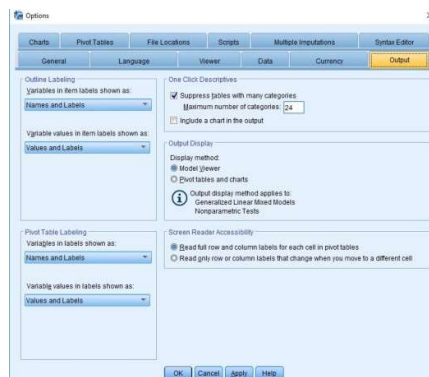 Options
Charts
Pivot Tables
File Locations
Scripts
Multiple Imputations
Syntax Editor
General
Language
Viewer
Data
Currency
Output
Outline Labeling
Variables in item labels shown as:
Names and Labels
Variable values in item labels shown as:
Values and Labels
One Click Descriptives
Suppress tables with many categories
Maximum number of categories: 24
Include a chart in the output
Output Display
Display method:
Model Viewer
Pivot tables and charts
Output display method applies to:
Generalized Linear Mixed Models
Nonparametric Tests
Pivot Table Labeling
Variables in labels shown as:
Names and Labels
Variable values in labels shown as:
Values and Labels
Screen Reader Accessibility
Read full row and column labels for each cell in pivot tables
Read only row or column labels that change when you move to a different cell
OK
Cancel
Apply
Help